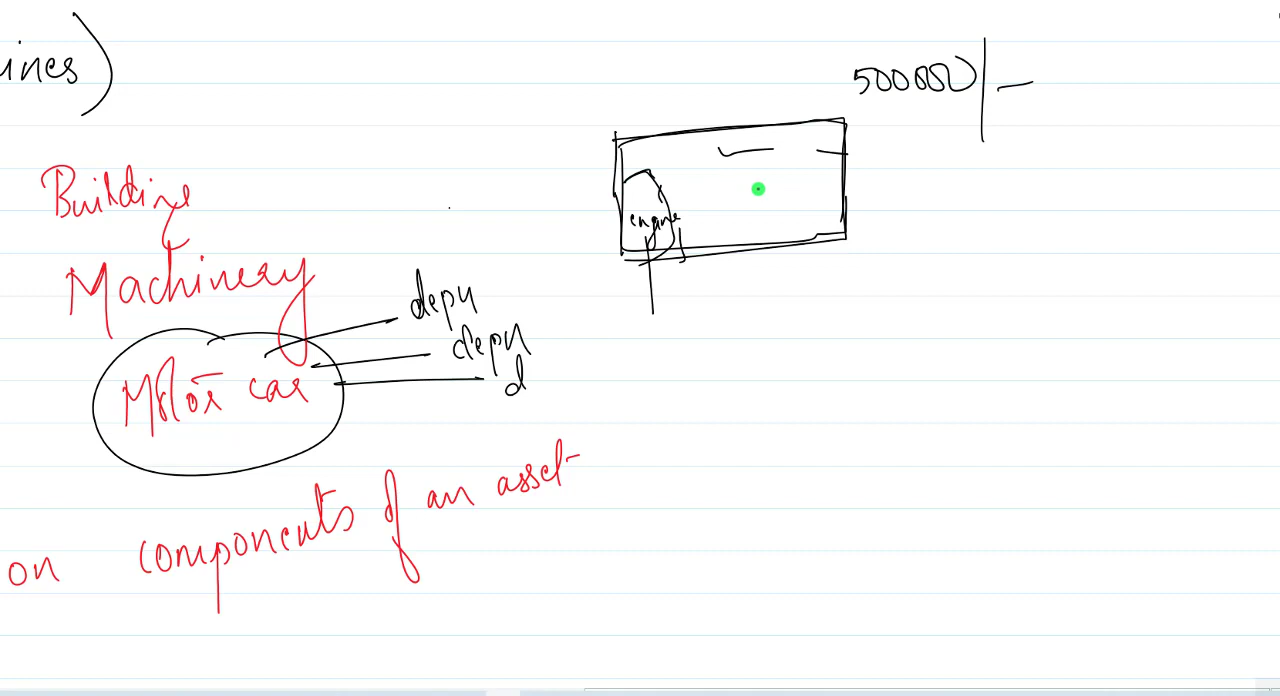 ines)
500000/-
Building
engine
Machinery
depn
depn
Motor car
d
on components of an asset